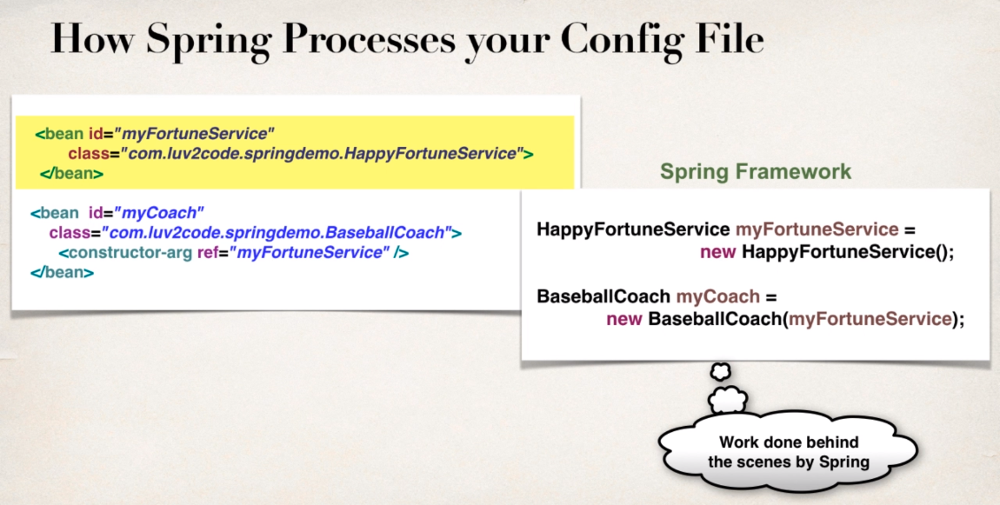 How Spring Processes your Config File
<bean id="myFortuneService"
class="com.luv2code.springdemo.HappyFortuneService">
</bean>
<bean id="myCoach"
class="com.luv2code.springdemo.BaseballCoach">
<constructor-arg ref="myFortuneService" />
</bean>
Spring Framework
HappyFortuneService myFortuneService =
new HappyFortuneService();
BaseballCoach myCoach =
new BaseballCoach(myFortuneService);
Work done behind
the scenes by Spring